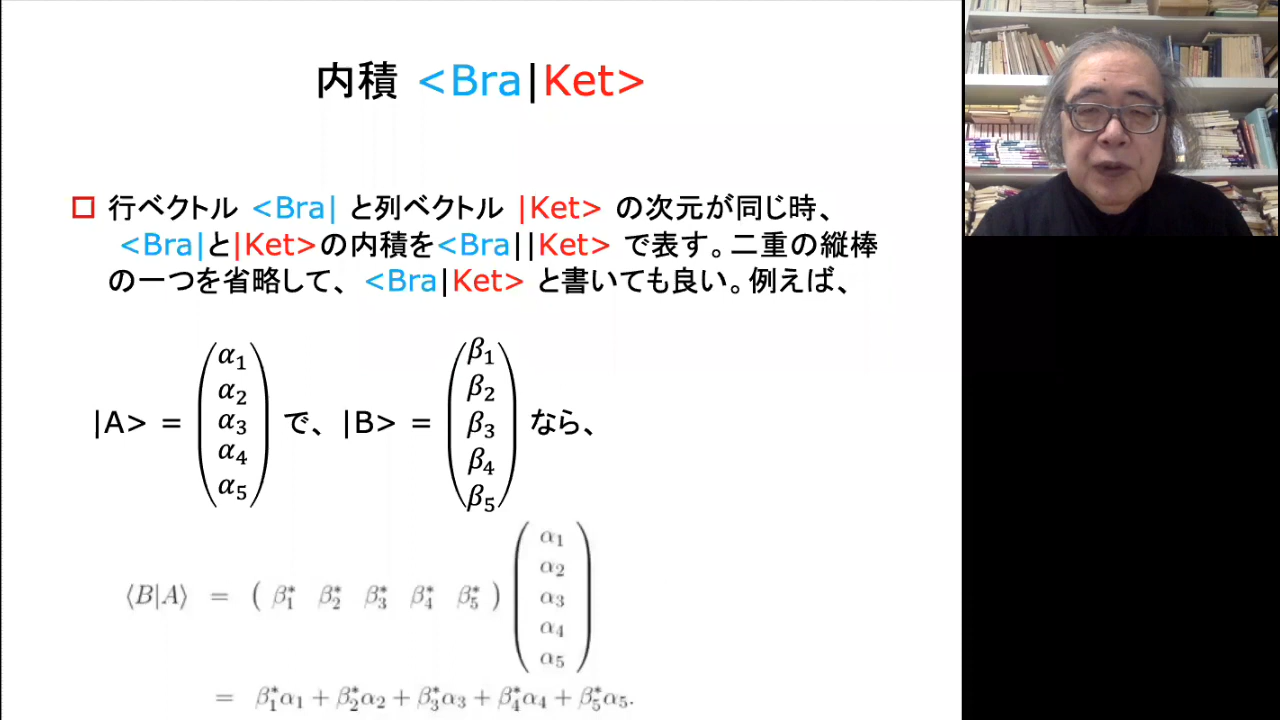 内積 <Bra|Ket>
□ 行ベクトル <Bra| と列ベクトル |Ket> の次元が同じ時、
<Bra|と|Ket>の内積を<Bra||Ket> で表す。二重の縦棒
の一つを省略して、 <Bra|Ket> と書いても良い。例えば、
|A> = (α₁ α₂ α₃ α₄ α₅) で、 |B> = (β₁ β₂ β₃ β₄ β₅) なら、
⟨B|A⟩ = ( β₁* β₂* β₃* β₄* β₅* ) (α₁ α₂ α₃ α₄ α₅)
= β₁*α₁ + β₂*α₂ + β₃*α₃ + β₄*α₄ + β₅*α₅.